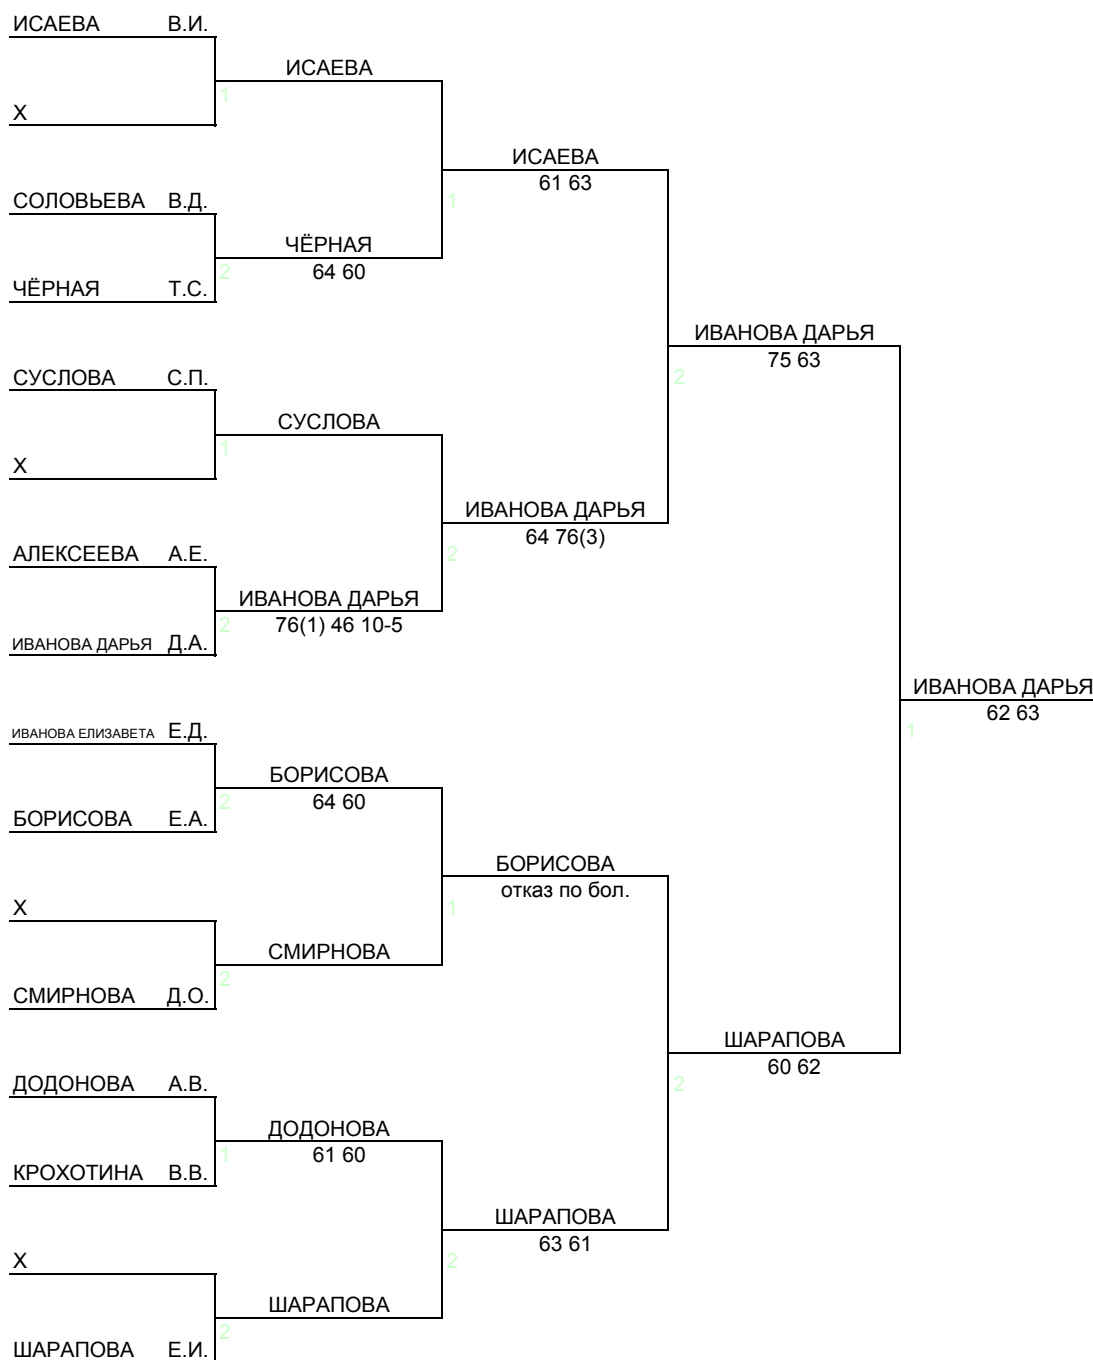 ИСАЕВА В.И.
ИСАЕВА
1
X
ИСАЕВА
61 63
СОЛОВЬЕВА В.Д.
1
ЧЁРНАЯ
2
64 60
ЧЁРНАЯ Т.С.
ИВАНОВА ДАРЬЯ
75 63
СУСЛОВА С.П.
2
СУСЛОВА
1
X
ИВАНОВА ДАРЬЯ
64 76(3)
АЛЕКСЕЕВА А.Е.
2
ИВАНОВА ДАРЬЯ
2
76(1) 46 10-5
ИВАНОВА ДАРЬЯ Д.А.
ИВАНОВА ДАРЬЯ
62 63
ИВАНОВА ЕЛИЗАВЕТА Е.Д.
1
БОРИСОВА
2
64 60
БОРИСОВА Е.А.
БОРИСОВА
отказ по бол.
X
1
СМИРНОВА
2
СМИРНОВА Д.О.
ШАРАПОВА
60 62
ДОДОНОВА А.В.
2
ДОДОНОВА
1
61 60
КРОХОТИНА В.В.
ШАРАПОВА
63 61
X
2
ШАРАПОВА
2
ШАРАПОВА Е.И.